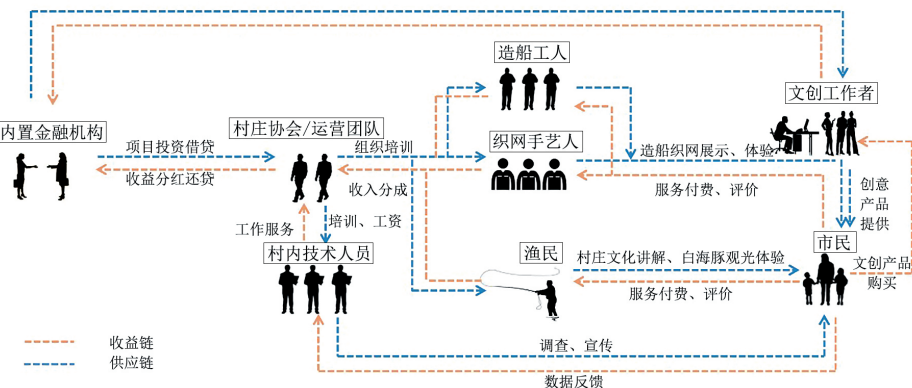 造船工人
文创工作者
内置金融机构
村庄协会/运营团队
组织培训
织网手艺人
项目投资借贷
造船织网展示、体验
收益分红还贷
收入分成
服务付费、评价
创意
产品
提供
工作服务
培训、工资
村内技术人员
渔民
村庄文化讲解、白海豚观光体验
市民
文创产品
购买
服务付费、评价
收益链
供应链
调查、宣传
数据反馈